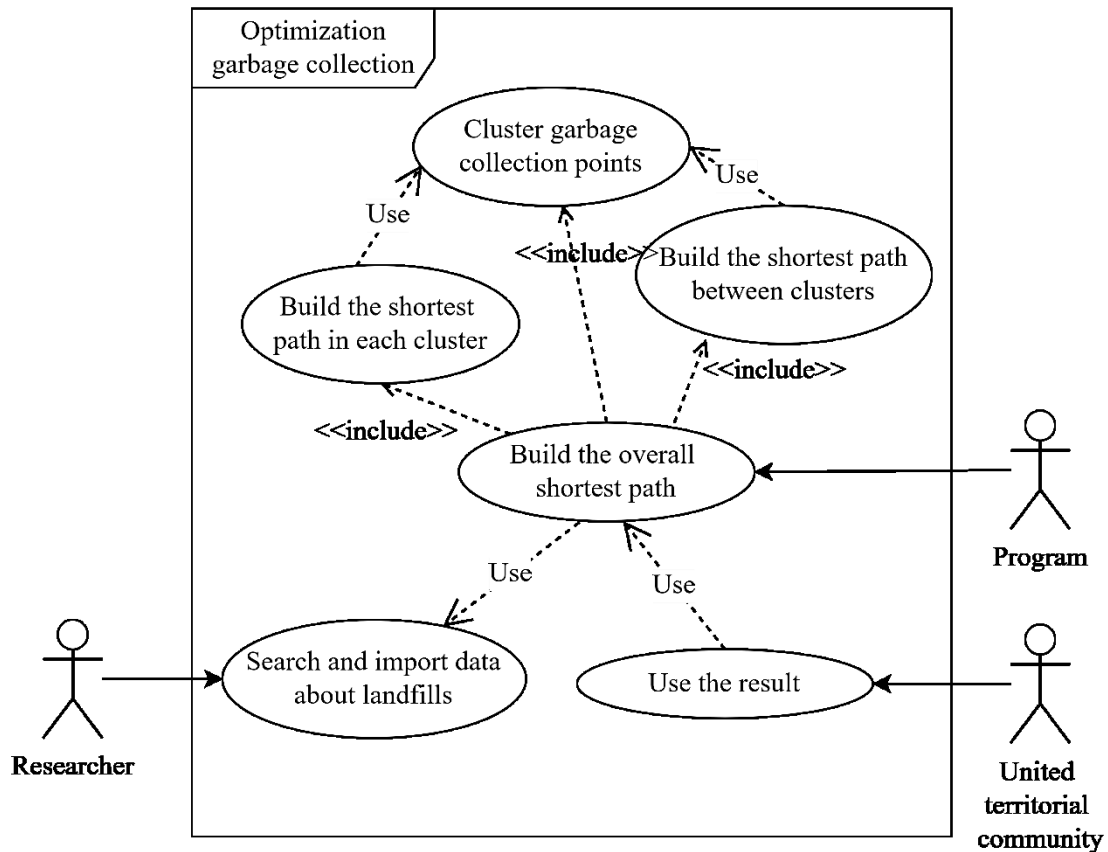 Optimization
garbage collection
Cluster garbage
collection points
Use
Use
<<include>>
Build the shortest path
between clusters
Build the shortest
path in each cluster
<<include>>
<<include>>
Build the overall
shortest path
Program
Use
Use
Search and import data
about landfills
Use the result
Researcher
United
territorial
community